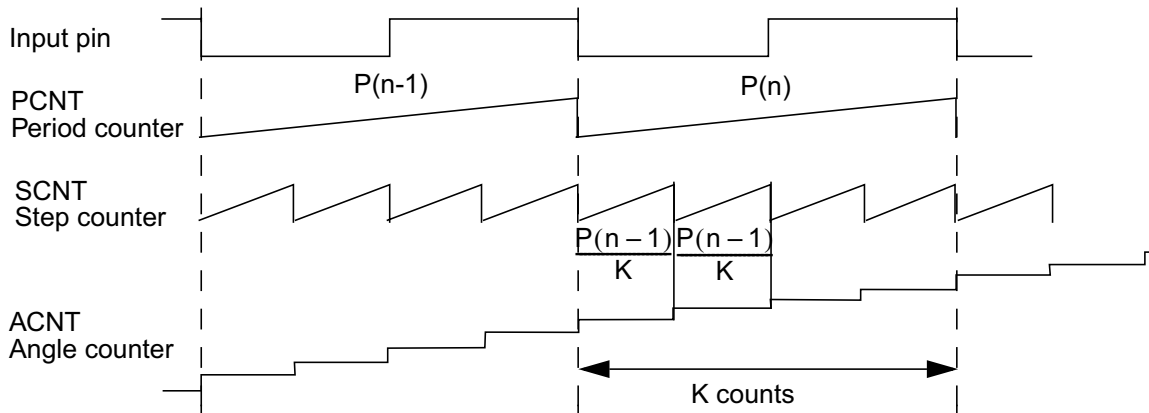 Input pin
P(n-1)
P(n)
PCNT
Period counter
SCNT
Step counter
P(n – 1) P(n – 1)
K K
ACNT
Angle counter
K counts